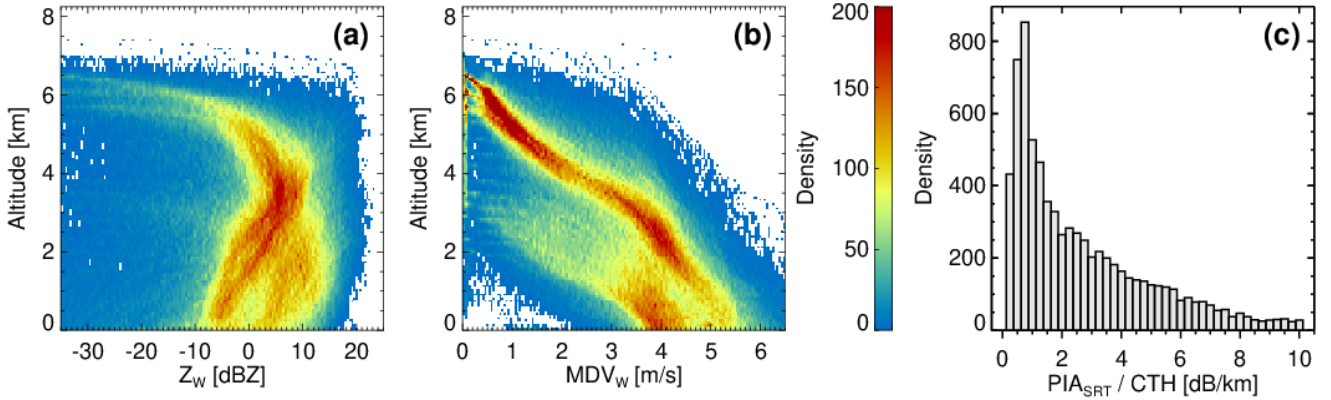 (a)
8
6
4
2
0
Altitude [km]
-30 -20 -10 0 10 20
Z_W [dBZ]
(b)
8
6
4
2
0
Altitude [km]
0 1 2 3 4 5 6
MDV_W [m/s]
200
150
100
50
0
Density
(c)
800
600
400
200
0
Density
0 2 4 6 8 10
PIA_SRT / CTH [dB/km]